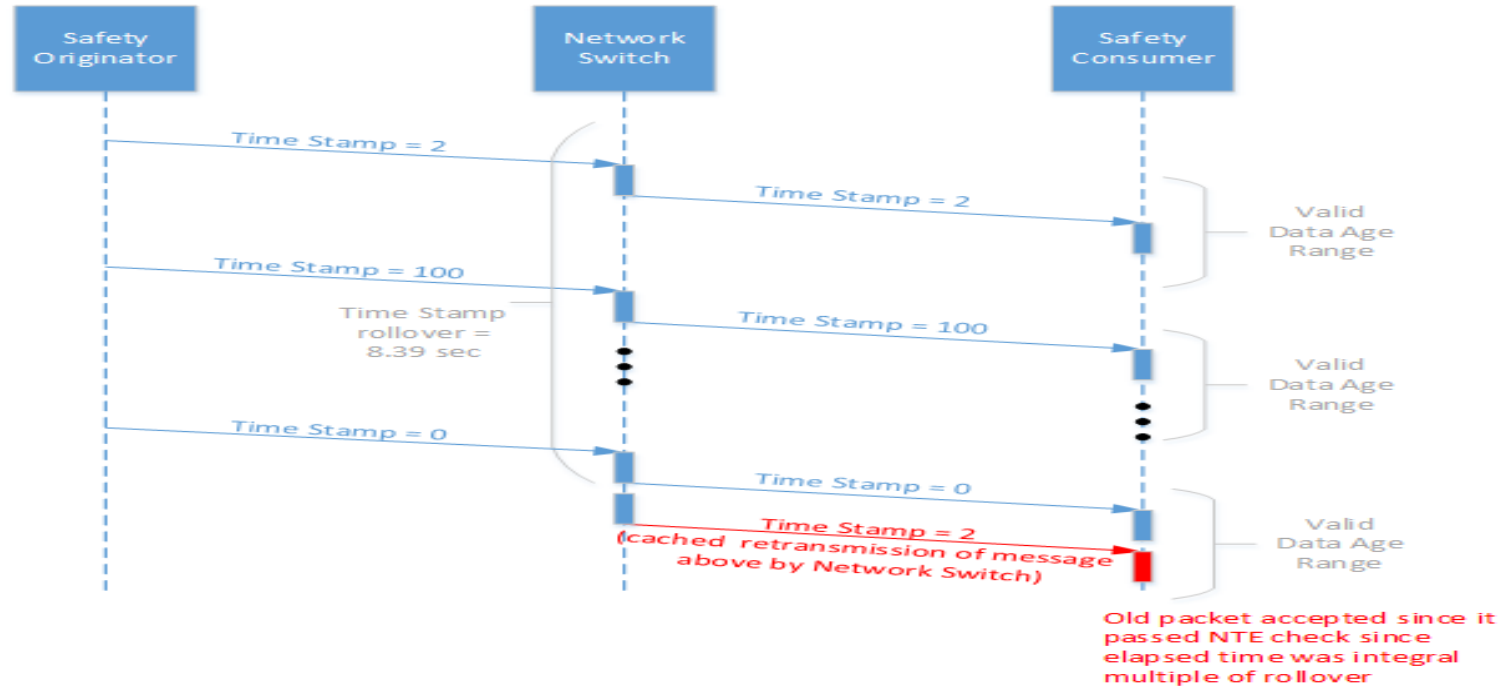 Safety
Originator
Network
Switch
Safety
Consumer
Time Stamp = 2
Time Stamp = 2
Valid
Data Age
Range
Time Stamp = 100
Time Stamp
rollover =
8.39 sec
Time Stamp = 100
Valid
Data Age
Range
Time Stamp = 0
Time Stamp = 0
Time Stamp = 2
(cached retransmission of message
above by Network Switch)
Valid
Data Age
Range
Old packet accepted since it
passed NTE check since
elapsed time was integral
multiple of rollover